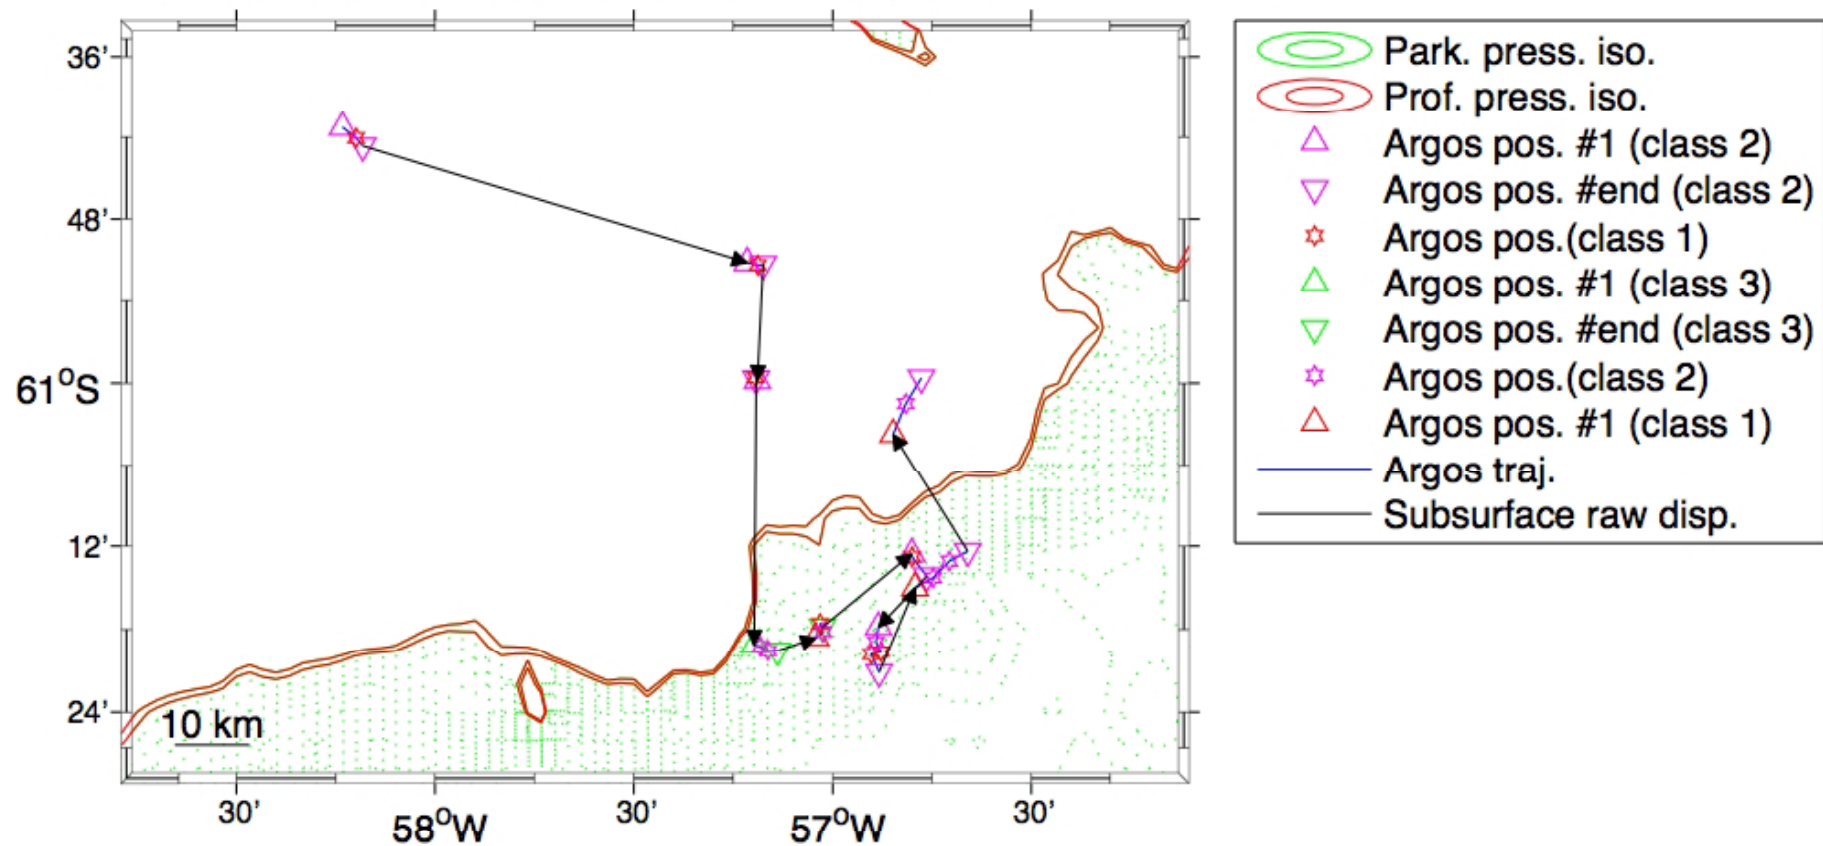 36'
48'
61°S
12'
24'
10 km
30'
58°W
30'
57°W
30'
Park. press. iso.
Prof. press. iso.
Argos pos. #1 (class 2)
Argos pos. #end (class 2)
Argos pos.(class 1)
Argos pos. #1 (class 3)
Argos pos. #end (class 3)
Argos pos.(class 2)
Argos pos. #1 (class 1)
Argos traj.
Subsurface raw disp.